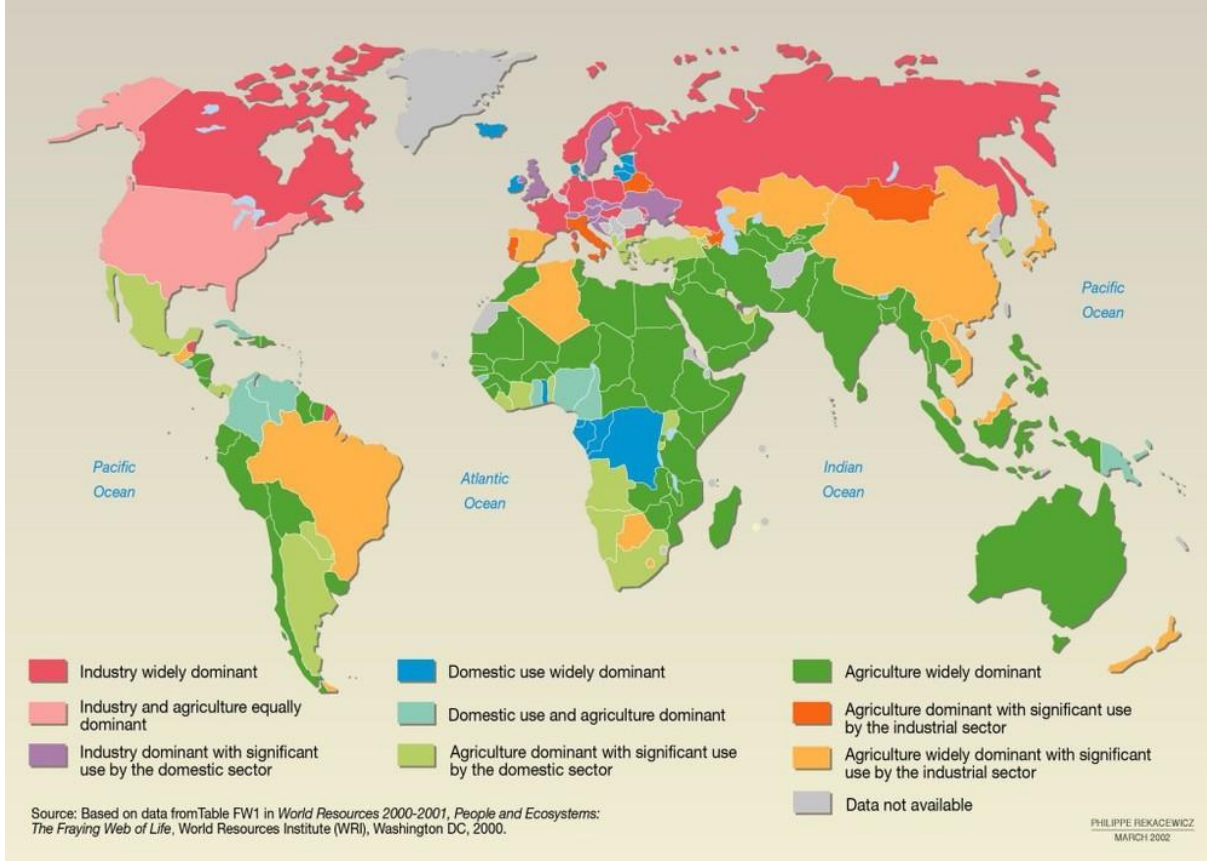 Pacific
Ocean
Pacific
Ocean
Atlantic
Ocean
Indian
Ocean
Industry widely dominant
Industry and agriculture equally
dominant
Industry dominant with significant
use by the domestic sector
Domestic use widely dominant
Domestic use and agriculture dominant
Agriculture dominant with significant use
by the domestic sector
Agriculture widely dominant
Agriculture dominant with significant use
by the industrial sector
Agriculture widely dominant with significant
use by the industrial sector
Data not available
Source: Based on data fromTable FW1 in World Resources 2000-2001, People and Ecosystems:
The Fraying Web of Life, World Resources Institute (WRI), Washington DC, 2000.
PHILIPPE REKACEWICZ
MARCH 2002